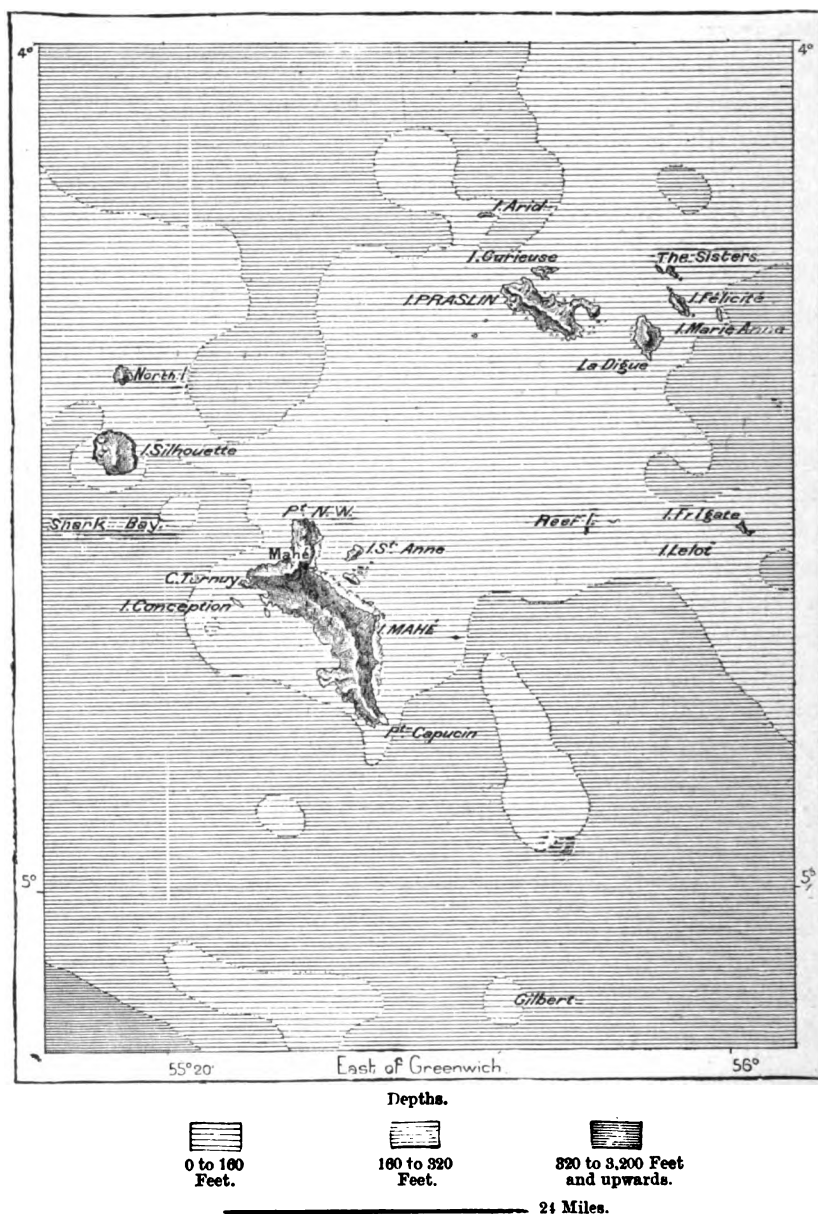 4° 4°
I. Arid
I. Curieuse The Sisters
I. PRASLIN I. Félicité
I. Marie Anna
La Digue
North I.
I. Silhouette
Shark Bay. Pt. N.W. Reef I. I. Frigate
Mahé I. St. Anne I. Lelot
C. Ternuy
I. Conception
I. MAHÉ
Pt. Capucin
5° 5°
Gilbert
55°20' East of Greenwich. 56°
Depths.
0 to 160 160 to 320 320 to 3,200 Feet
Feet. Feet. and upwards.
24 Miles.